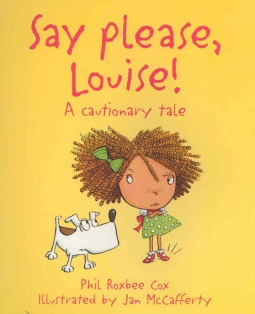 Say please,
Louise!
A cautionary tale
Phil Roxbee Cox
Illustrated by Jan McCafferty